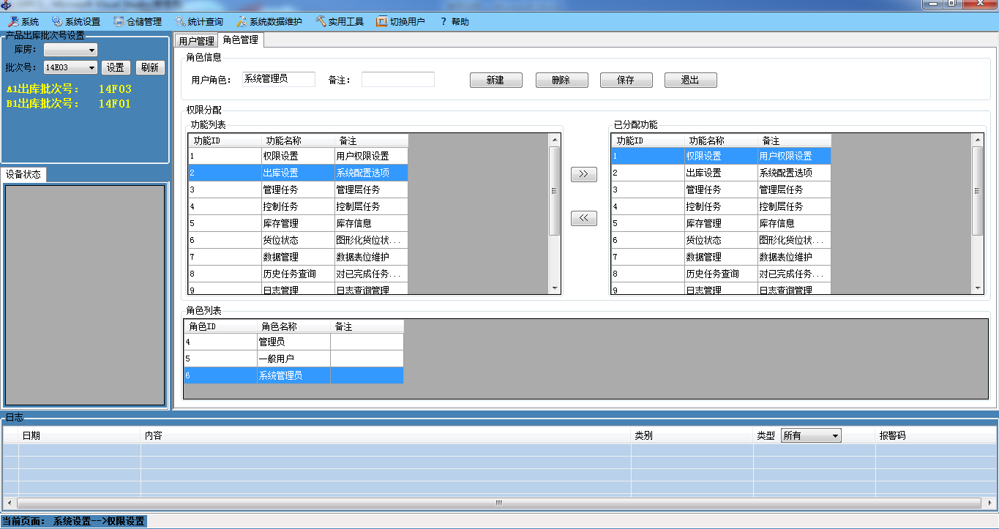 系统 系统设置 仓储管理 统计查询 系统数据维护 实用工具 切换用户 ? 帮助
产品出库批次号设置
库房：
批次号： 14E03 设置 刷新
A1出库批次号： 14F03
B1出库批次号： 14F01
设备状态
用户管理 角色管理
角色信息
用户角色： 系统管理员 备注： 新建 删除 保存 退出
权限分配
功能列表
功能ID 功能名称 备注
1 权限设置 用户权限设置
2 出库设置 系统配置选项
3 管理任务 管理层任务
4 控制任务 控制层任务
5 库存管理 库存信息
6 货位状态 图形化货位状...
7 数据管理 数据表位维护
8 历史任务查询 对已完成任务...
9 日志管理 日志查询管理
>>
<<
已分配功能
功能ID 功能名称 备注
1 权限设置 用户权限设置
2 出库设置 系统配置选项
3 管理任务 管理层任务
4 控制任务 控制层任务
5 库存管理 库存信息
6 货位状态 图形化货位状...
7 数据管理 数据表位维护
8 历史任务查询 对已完成任务...
9 日志管理 日志查询管理
角色列表
角色ID 角色名称 备注
4 管理员
5 一般用户
6 系统管理员
日志
日期 内容 类别 类型 所有 报警码
当前页面： 系统设置-->权限设置